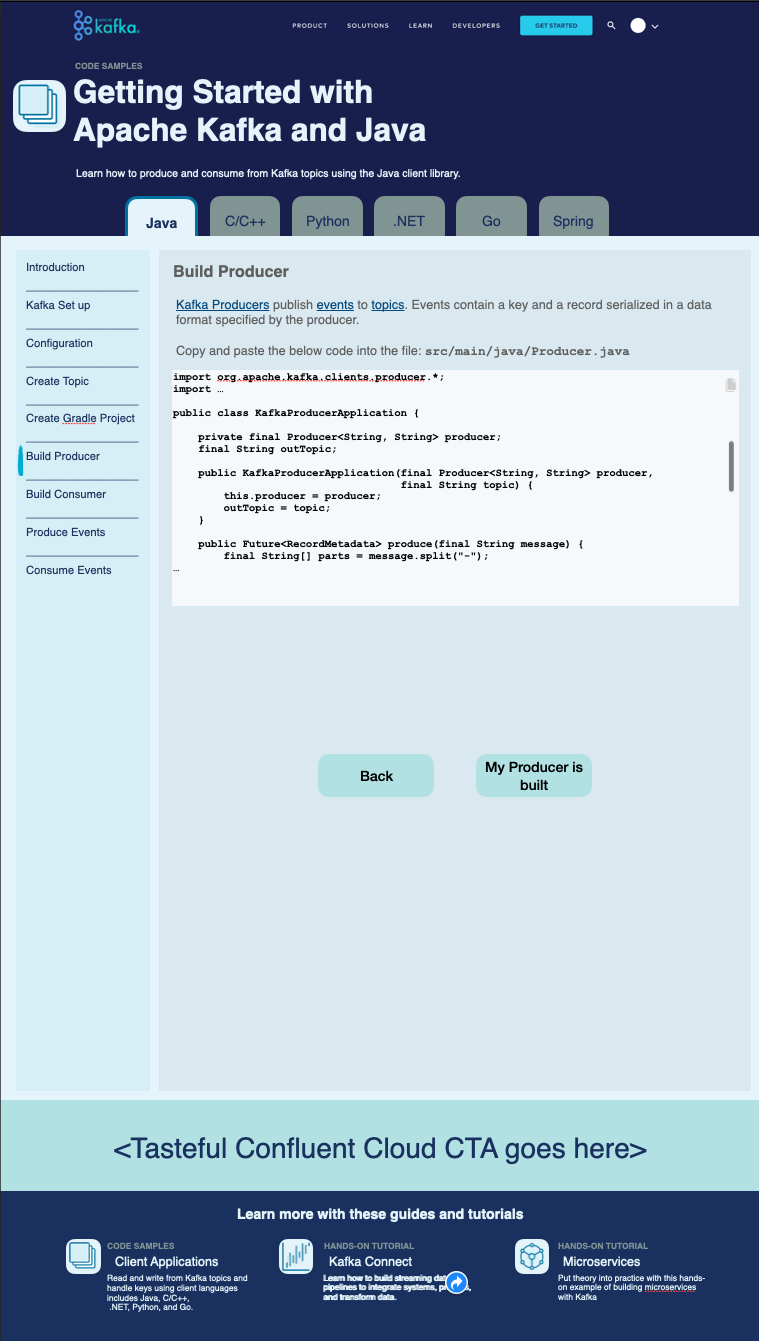 APACHE
kafka.
PRODUCT SOLUTIONS LEARN DEVELOPERS GET STARTED
CODE SAMPLES
Getting Started with
Apache Kafka and Java
Learn how to produce and consume from Kafka topics using the Java client library.
Java C/C++ Python .NET Go Spring
Introduction
Kafka Set up
Configuration
Create Topic
Create Gradle Project
Build Producer
Build Consumer
Produce Events
Consume Events
Build Producer
Kafka Producers publish events to topics. Events contain a key and a record serialized in a data
format specified by the producer.
Copy and paste the below code into the file: src/main/java/Producer.java
import org.apache.kafka.clients.producer.*;
import …
public class KafkaProducerApplication {
    private final Producer<String, String> producer;
    final String outTopic;
    public KafkaProducerApplication(final Producer<String, String> producer,
                                    final String topic) {
        this.producer = producer;
        outTopic = topic;
    }
    public Future<RecordMetadata> produce(final String message) {
        final String[] parts = message.split("-");
…
Back
My Producer is
built
<Tasteful Confluent Cloud CTA goes here>
Learn more with these guides and tutorials
CODE SAMPLES
Client Applications
Read and write from Kafka topics and
handle keys using client languages
includes Java, C/C++,
.NET, Python, and Go.
HANDS-ON TUTORIAL
Kafka Connect
Learn how to build streaming
pipelines to integrate systems,
and transform data.
HANDS-ON TUTORIAL
Microservices
Put theory into practice with this hands-
on example of building microservices
with Kafka